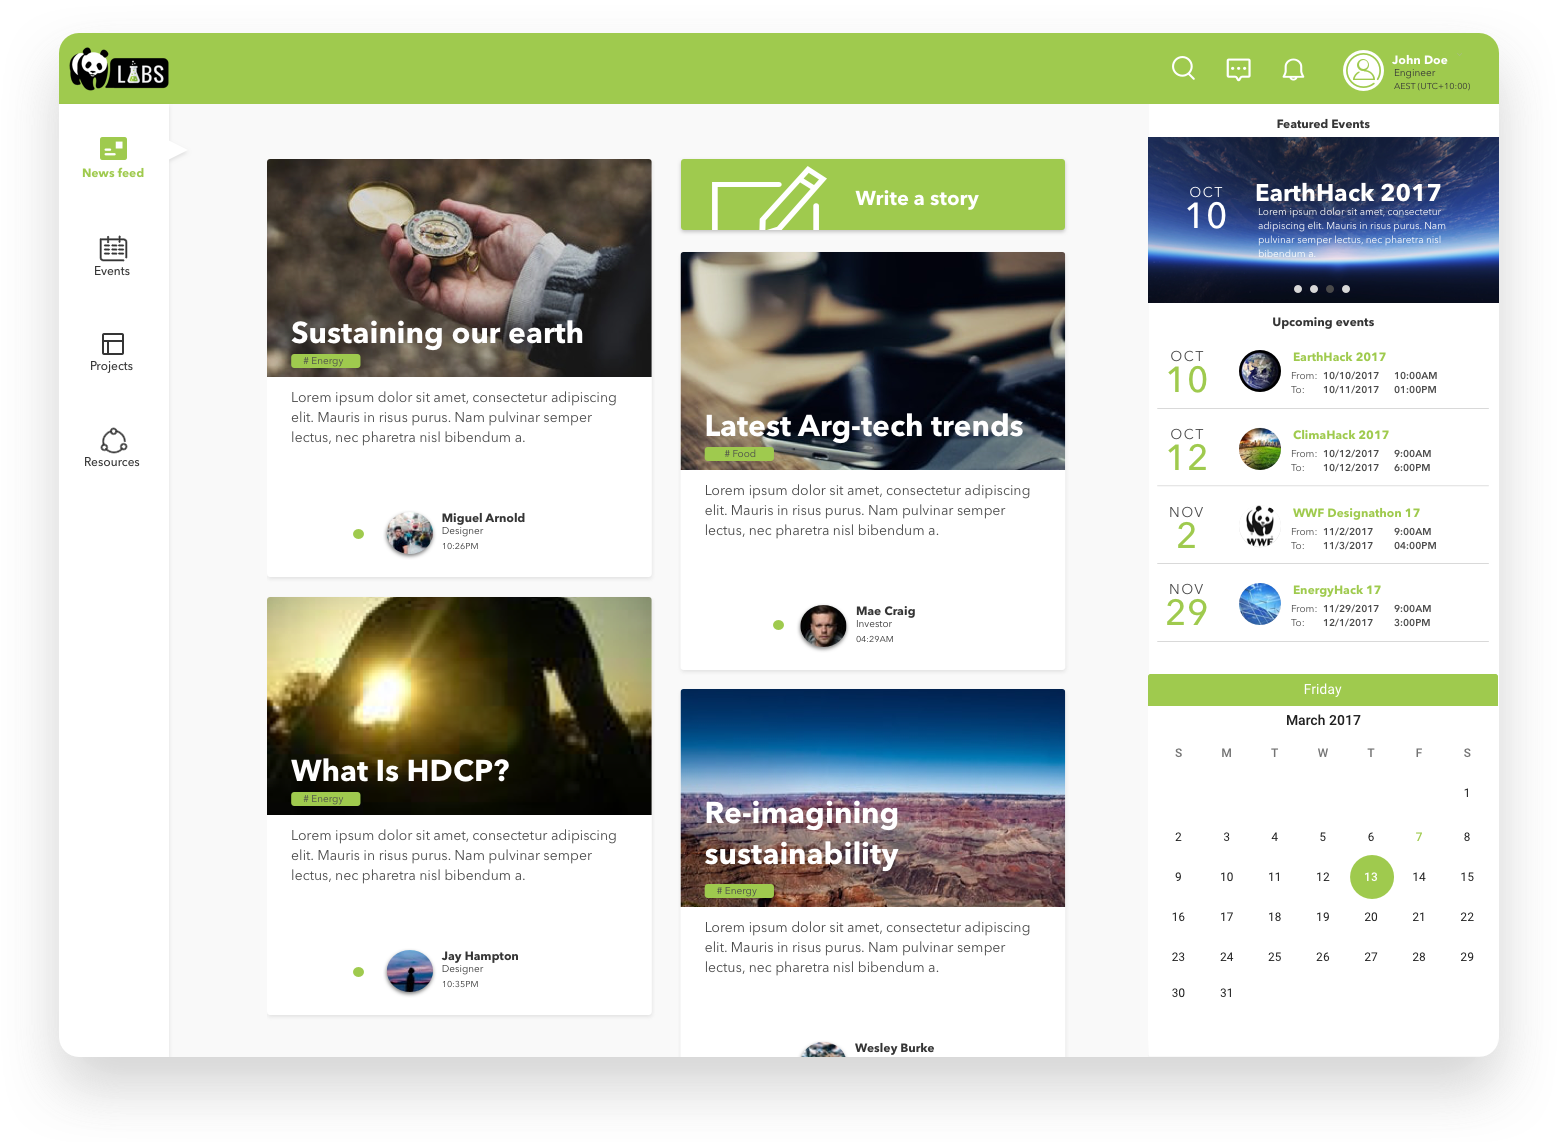 LABS
John Doe
Engineer
AEST (UTC+10:00)
News feed
Events
Projects
Resources
Sustaining our earth
# Energy
Lorem ipsum dolor sit amet, consectetur adipiscing
elit. Mauris in risus purus. Nam pulvinar semper
lectus, nec pharetra nisl bibendum a.
Miguel Arnold
Designer
10:26PM
What Is HDCP?
# Energy
Lorem ipsum dolor sit amet, consectetur adipiscing
elit. Mauris in risus purus. Nam pulvinar semper
lectus, nec pharetra nisl bibendum a.
Jay Hampton
Designer
10:35PM
Write a story
Latest Arg-tech trends
# Food
Lorem ipsum dolor sit amet, consectetur adipiscing
elit. Mauris in risus purus. Nam pulvinar semper
lectus, nec pharetra nisl bibendum a.
Mae Craig
Investor
04:29AM
Re-imagining
sustainability
# Energy
Lorem ipsum dolor sit amet, consectetur adipiscing
elit. Mauris in risus purus. Nam pulvinar semper
lectus, nec pharetra nisl bibendum a.
Wesley Burke
Featured Events
OCT
10
EarthHack 2017
Lorem ipsum dolor sit amet, consectetur
adipiscing elit. Mauris in risus purus. Nam
pulvinar semper lectus, nec pharetra nisl
bibendum a.
Upcoming events
OCT
10
EarthHack 2017
From: 10/10/2017 10:00AM
To: 10/11/2017 01:00PM
OCT
12
ClimaHack 2017
From: 10/12/2017 9:00AM
To: 10/12/2017 6:00PM
NOV
2
WWF
WWF Designathon 17
From: 11/2/2017 9:00AM
To: 11/3/2017 04:00PM
NOV
29
EnergyHack 17
From: 11/29/2017 9:00AM
To: 12/1/2017 3:00PM
Friday
March 2017
S M T W T F S
1
2 3 4 5 6 7 8
9 10 11 12 13 14 15
16 17 18 19 20 21 22
23 24 25 26 27 28 29
30 31